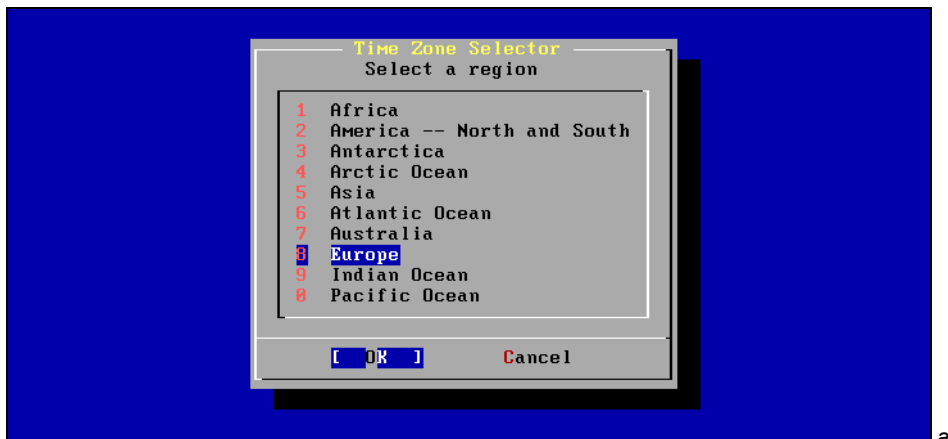 Time Zone Selector
Select a region
1 Africa
2 America -- North and South
3 Antarctica
4 Arctic Ocean
5 Asia
6 Atlantic Ocean
7 Australia
8 Europe
9 Indian Ocean
0 Pacific Ocean
[ OK ] Cancel
a